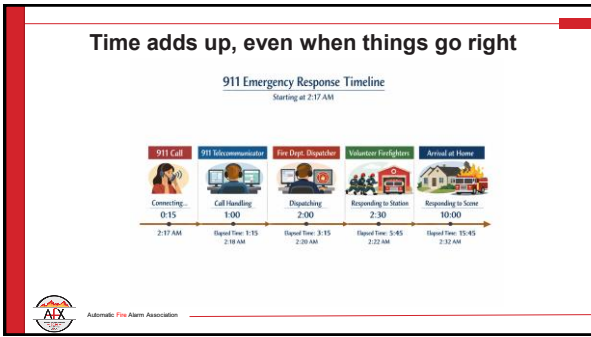 Time adds up, even when things go right
911 Emergency Response Timeline
Starting at 2:17 AM
911 Call
911 Telecommunicator
Fire Dept. Dispatcher
Volunteer Firefighters
Arrival at Home
Connecting...
Call Handling
Dispatching
Responding to Station
Responding to Scene
0:15
1:00
2:00
2:30
10:00
2:17 AM
Elapsed Time: 1:15
Elapsed Time: 3:15
Elapsed Time: 5:45
Elapsed Time: 15:45
2:18 AM
2:20 AM
2:22 AM
2:32 AM
AFX
Automatic Fire Alarm Association